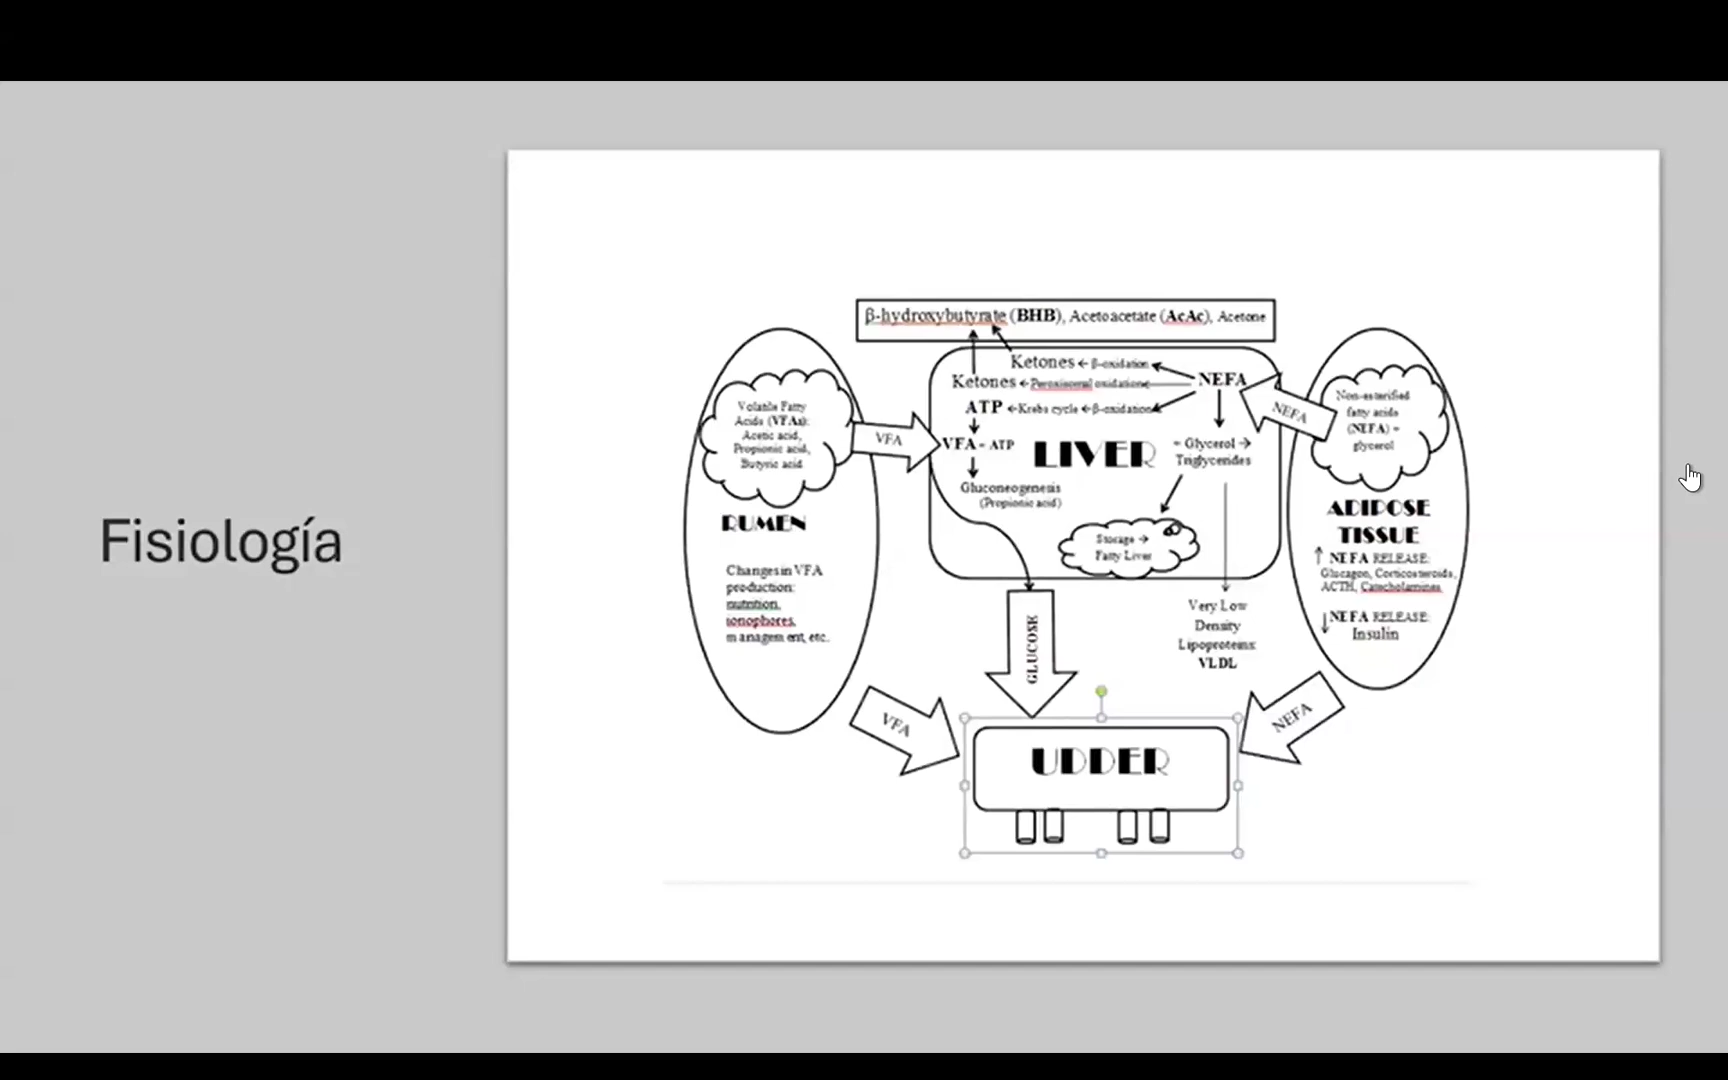 Fisiología
β-hydroxybutyrate (BHB), Acetoacetate (AcAc), Acetone
Volatile Fatty
Acids (VFAs):
Acetic acid,
Propionic acid,
Butyric acid
RUMEN
Changes in VFA
production:
nutrition,
ionophores,
management, etc.
VFA
Ketones ← β-oxidation
Ketones ← Peroxisomal oxidation
NEFA
ATP ← Krebs cycle ← β-oxidation
VFA - ATP
LIVER
Gluconeogenesis
(Propionic acid)
- Glycerol →
Triglycerides
Storage →
Fatty Liver
NEFA
Non-esterified
fatty acids
(NEFA) -
glycerol
ADIPOSE
TISSUE
↑ NEFA RELEASE:
Glucagon, Corticosteroids,
ACTH, Catecholamines
↓ NEFA RELEASE:
Insulin
GLUCOSE
Very Low
Density
Lipoproteins:
VLDL
VFA
NEFA
UDDER